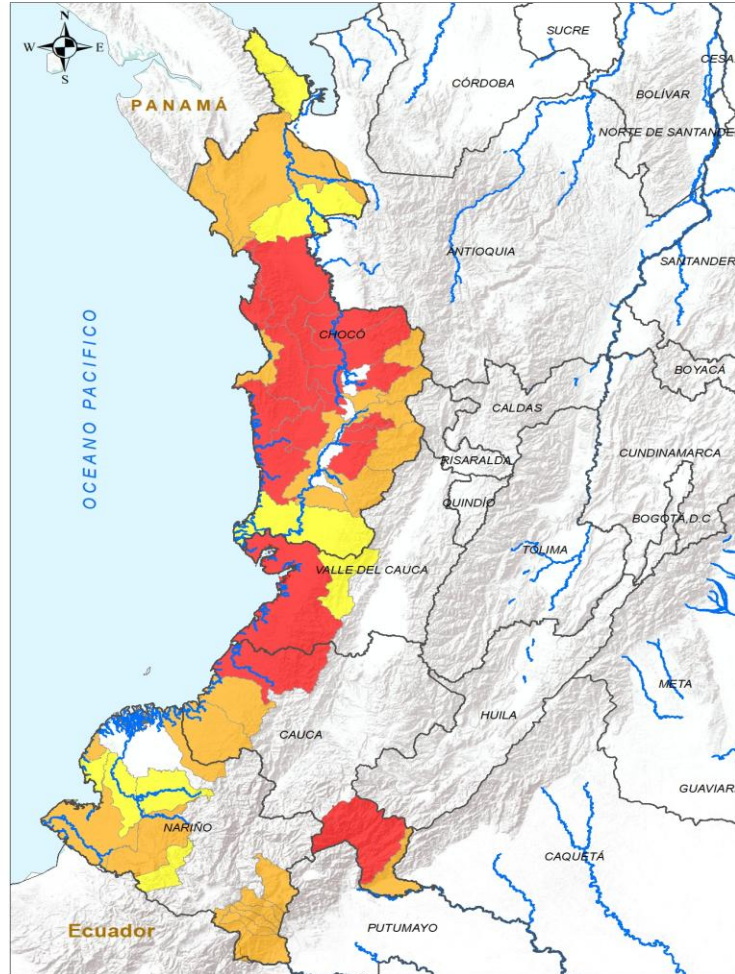 N
W E
S
SUCRE
CESA
CÓRDOBA
BOLÍVAR
PANAMÁ
NORTE DE SANTANDE
ANTIOQUIA
SANTANDER
OCEANO PACIFICO
CHOCÓ
BOYACÁ
CALDAS
CUNDINAMARCA
RISARALDA
QUINDÍO
BOGOTÁ,D.C
TOLIMA
VALLE DEL CAUCA
META
HUILA
CAUCA
GUAVIAR
NARIÑO
CAQUETÁ
PUTUMAYO
Ecuador